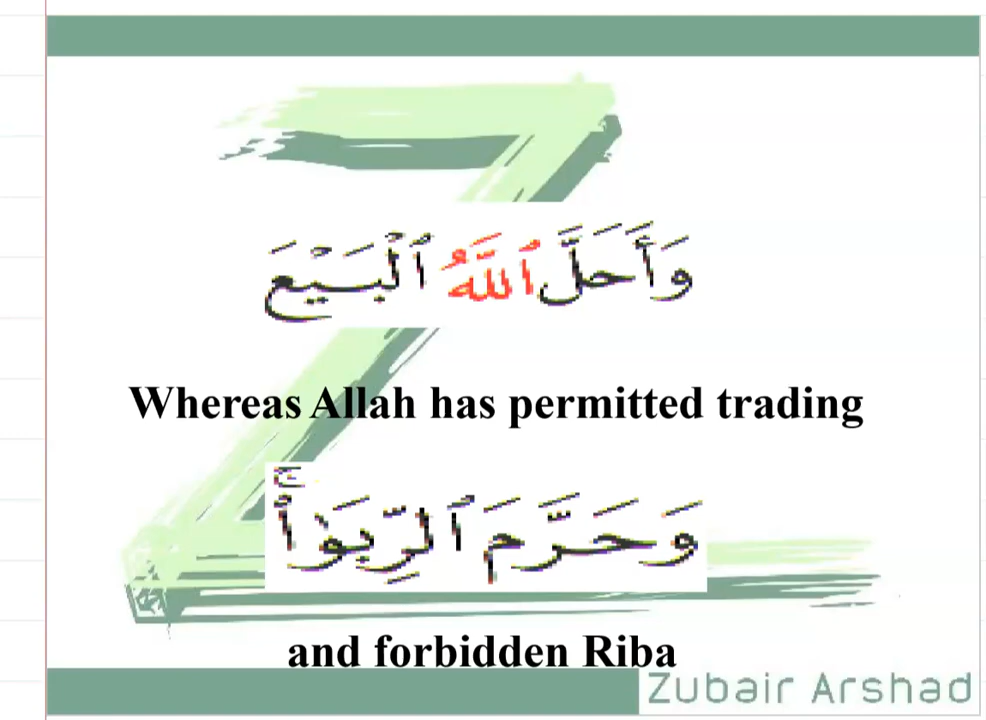 وَأَحَلَّ ٱللَّهُ ٱلْبَيْعَ
Whereas Allah has permitted trading
وَحَرَّمَ ٱلرِّبَوٰا۟ ۚ
and forbidden Riba
Zubair Arshad